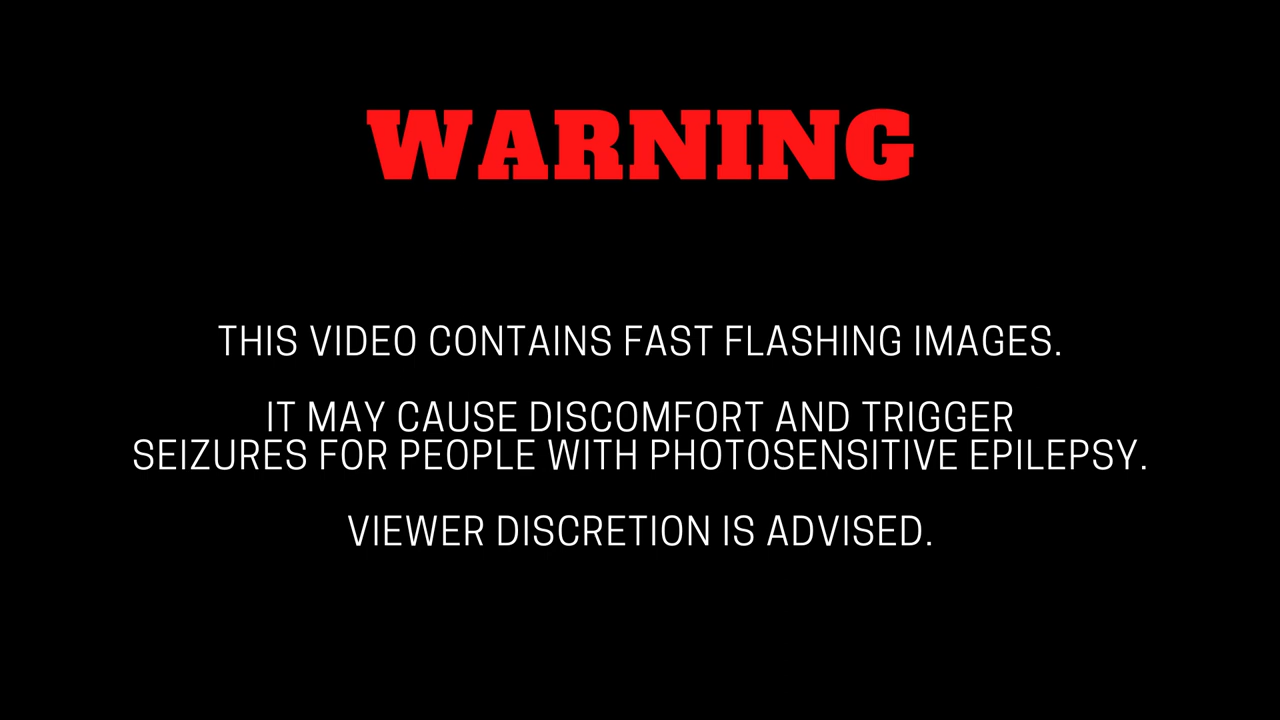 WARNING
THIS VIDEO CONTAINS FAST FLASHING IMAGES.
IT MAY CAUSE DISCOMFORT AND TRIGGER
SEIZURES FOR PEOPLE WITH PHOTOSENSITIVE EPILEPSY.
VIEWER DISCRETION IS ADVISED.